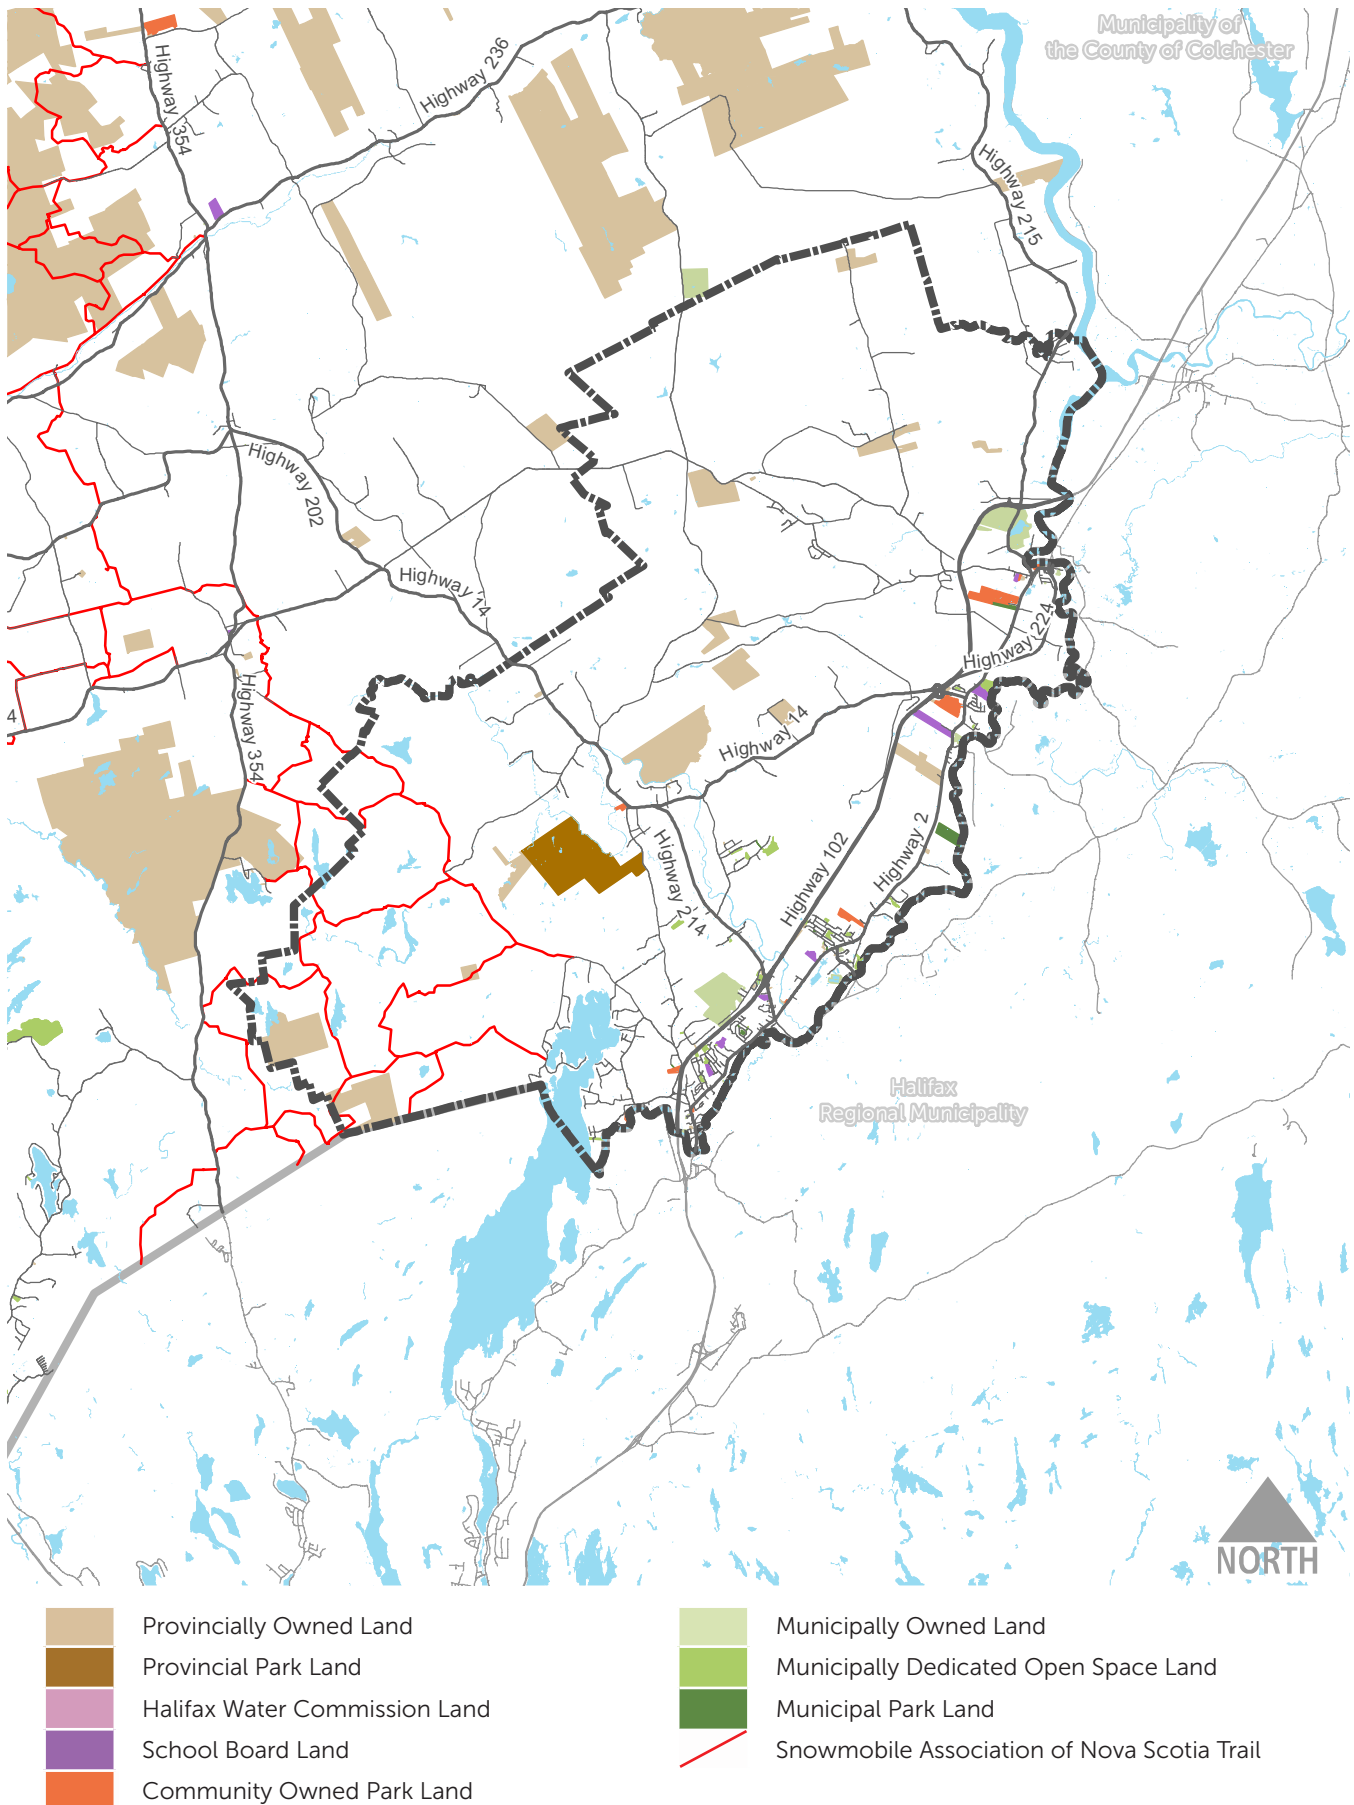 Municipality of
the County of Colchester
Highway 236
Highway 354
Highway 215
Highway 202
Highway 14
Highway 224
4
Highway 354
Highway 14
Highway 102
Highway 2
Highway 214
Halifax
Regional Municipality
NORTH
Provincially Owned Land
Provincial Park Land
Halifax Water Commission Land
School Board Land
Community Owned Park Land
Municipally Owned Land
Municipally Dedicated Open Space Land
Municipal Park Land
Snowmobile Association of Nova Scotia Trail